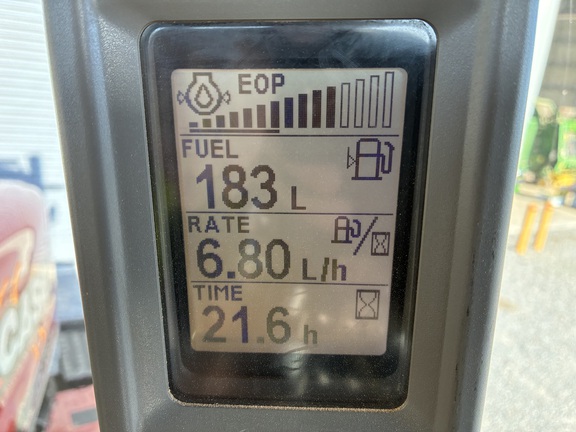 EOP
FUEL
183 L
RATE
6.80 L/h
TIME
21.6 h